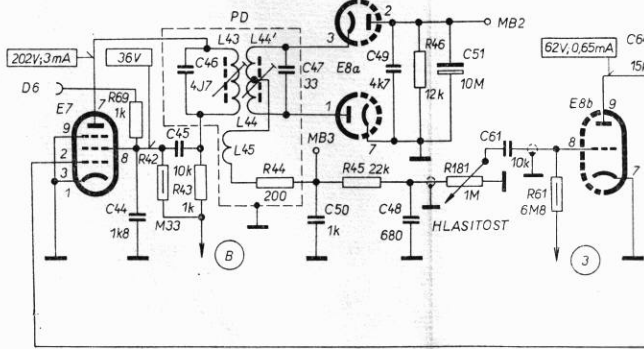 PD
2
MB2
202V; 3mA
36V
L43
L44'
3
C46
4J7
C47
33
E8a
C49
4k7
R46
12k
C51
10M
62V; 0,65mA
C64
15k
D6
E7
7
R69
1k
L44
1
7
E8b
9
9
2
3
1
8
R42
C45
10k
R43
1k
L45
MB3
R44
200
R45 22k
R181
1M
C61
10k
8
R61
6M8
7
C44
1k8
M33
C50
1k
C48
680
HLASITOST
B
3